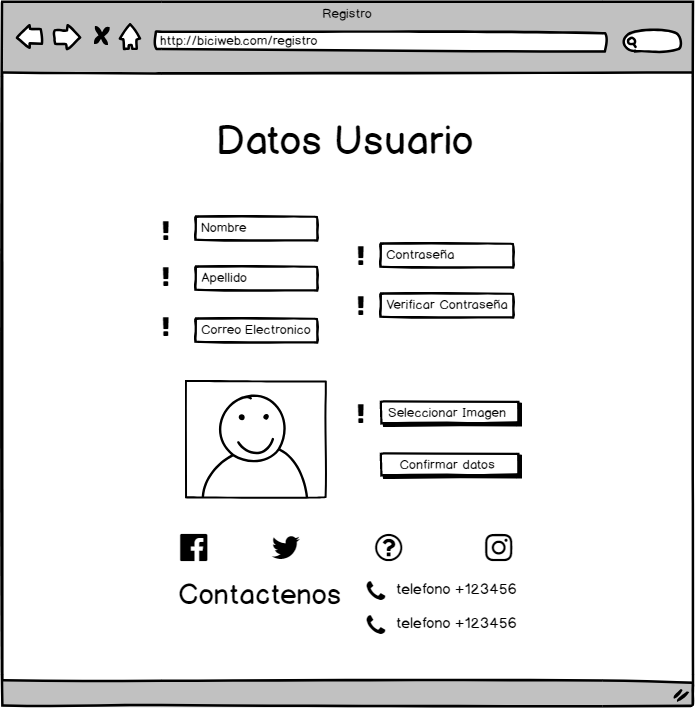 Registro
http://biciweb.com/registro
Datos Usuario
! Nombre
! Contraseña
! Apellido
! Verificar Contraseña
! Correo Electronico
! Seleccionar Imagen
Confirmar datos
?
Contactenos
telefono +123456
telefono +123456